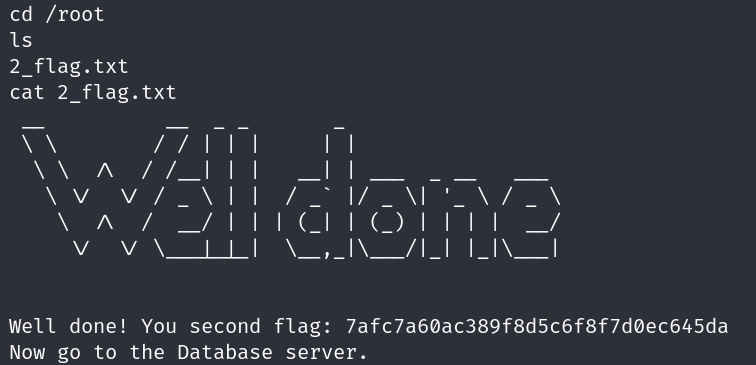 cd /root
ls
2_flag.txt
cat 2_flag.txt
Well done
Well done! You second flag: 7afc7a60ac389f8d5c6f8f7d0ec645da
Now go to the Database server.